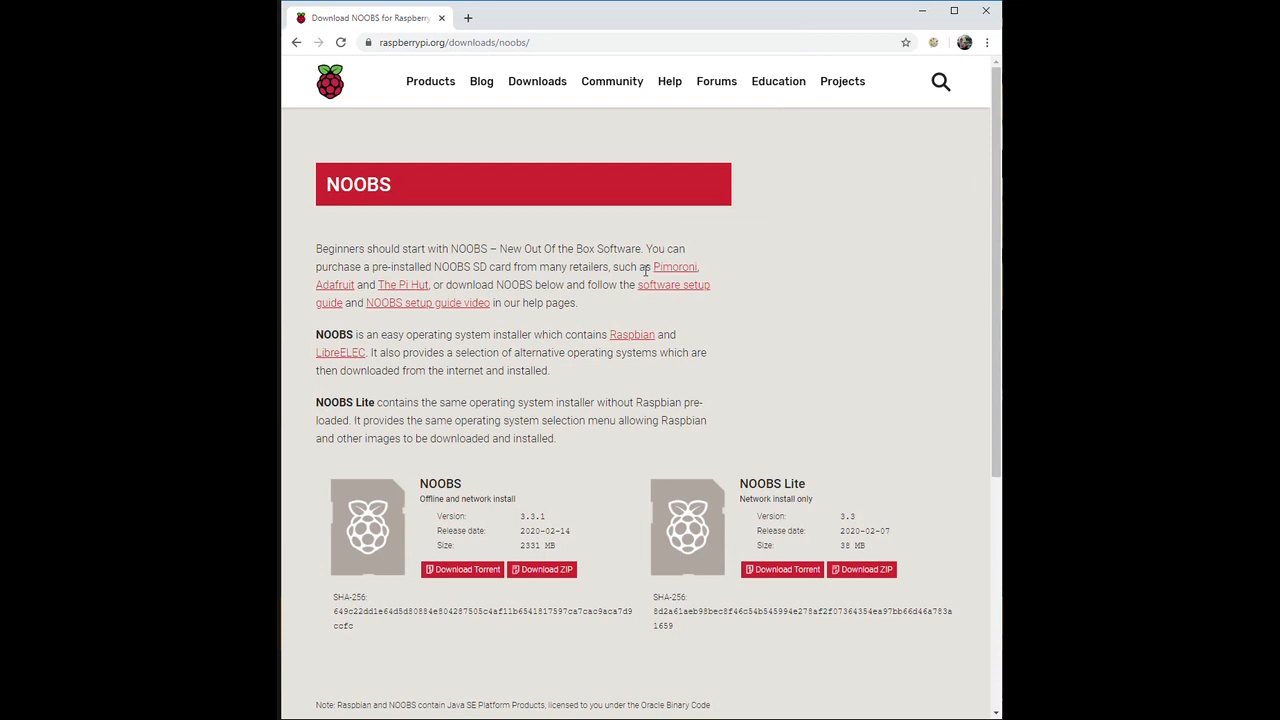 Download NOOBS for Raspberry
raspberrypi.org/downloads/noobs/
Products Blog Downloads Community Help Forums Education Projects
NOOBS
Beginners should start with NOOBS – New Out Of the Box Software. You can
purchase a pre-installed NOOBS SD card from many retailers, such as Pimoroni,
Adafruit and The Pi Hut, or download NOOBS below and follow the software setup
guide and NOOBS setup guide video in our help pages.
NOOBS is an easy operating system installer which contains Raspbian and
LibreELEC. It also provides a selection of alternative operating systems which are
then downloaded from the internet and installed.
NOOBS Lite contains the same operating system installer without Raspbian pre-
loaded. It provides the same operating system selection menu allowing Raspbian
and other images to be downloaded and installed.
NOOBS
Offline and network install
Version: 3.3.1
Release date: 2020-02-14
Size: 2331 MB
Download Torrent Download ZIP
SHA-256:
649c22dd1e64d5d80884e804287505c4af11b6541817597ca7cac9aca7d9
ccfc
NOOBS Lite
Network install only
Version: 3.3
Release date: 2020-02-07
Size: 38 MB
Download Torrent Download ZIP
SHA-256:
8d2a61aeb98bec8f46c54b545994e278af2f07364354ea97bb66d46a783a
1659
Note: Raspbian and NOOBS contain Java SE Platform Products, licensed to you under the Oracle Binary Code